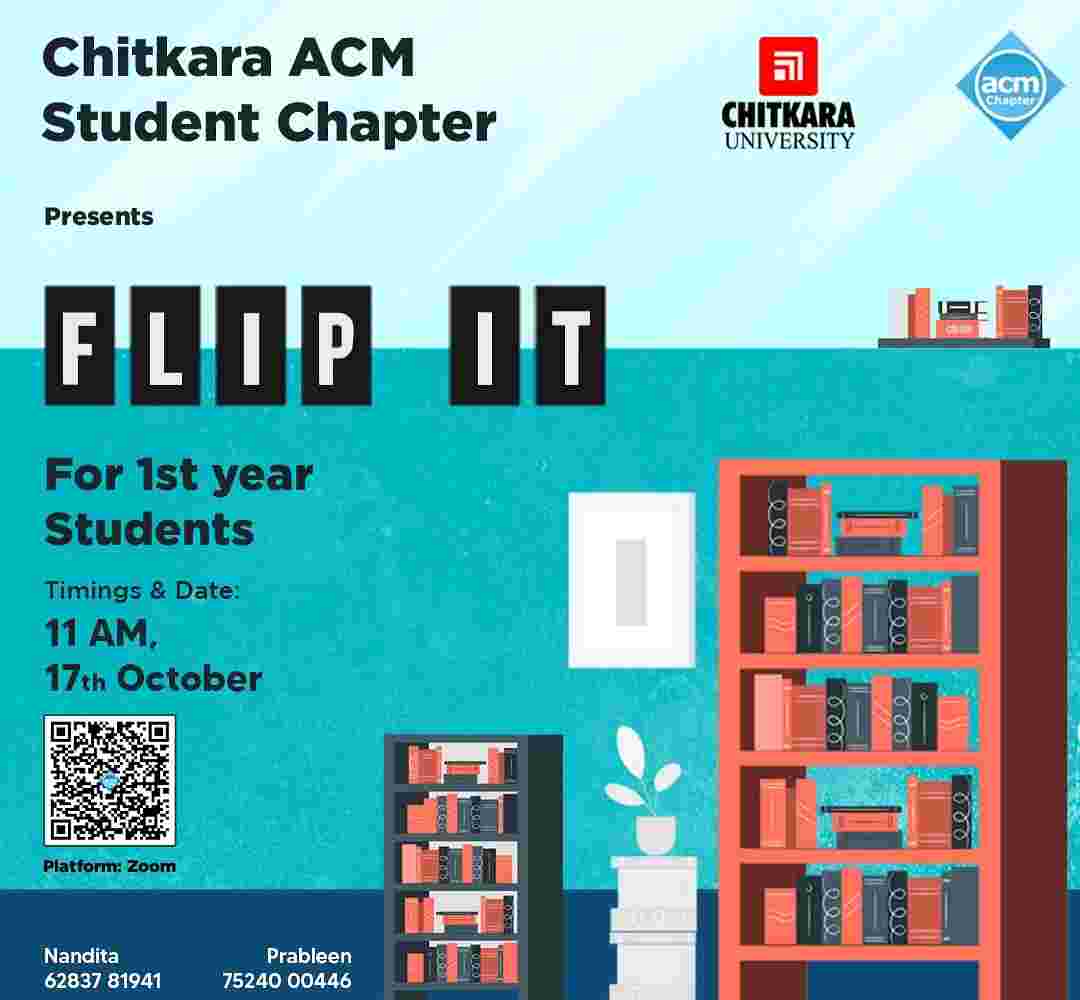 Chitkara ACM
Student Chapter
CHITKARA
UNIVERSITY
acm
Chapter
Presents
FLIP IT
For 1st year
Students
Timings & Date:
11 AM,
17th October
Platform: Zoom
Nandita
62837 81941
Prableen
75240 00446